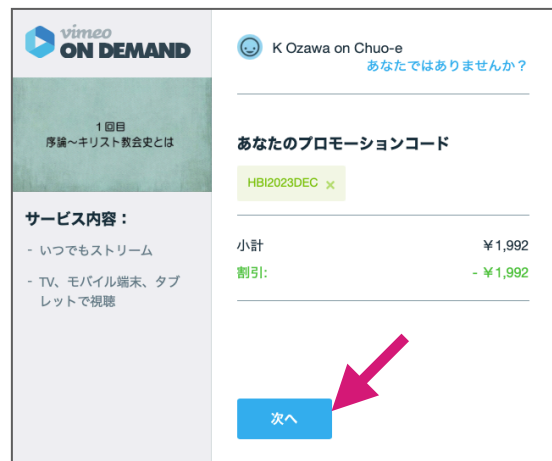 vimeo
ON DEMAND
1回目
序論～キリスト教会史とは
サービス内容：
- いつでもストリーム
- TV、モバイル端末、タブ
レットで視聴
K Ozawa on Chuo-e
あなたではありませんか？
あなたのプロモーションコード
HBI2023DEC ×
小計 ￥1,992
割引: - ￥1,992
次へ